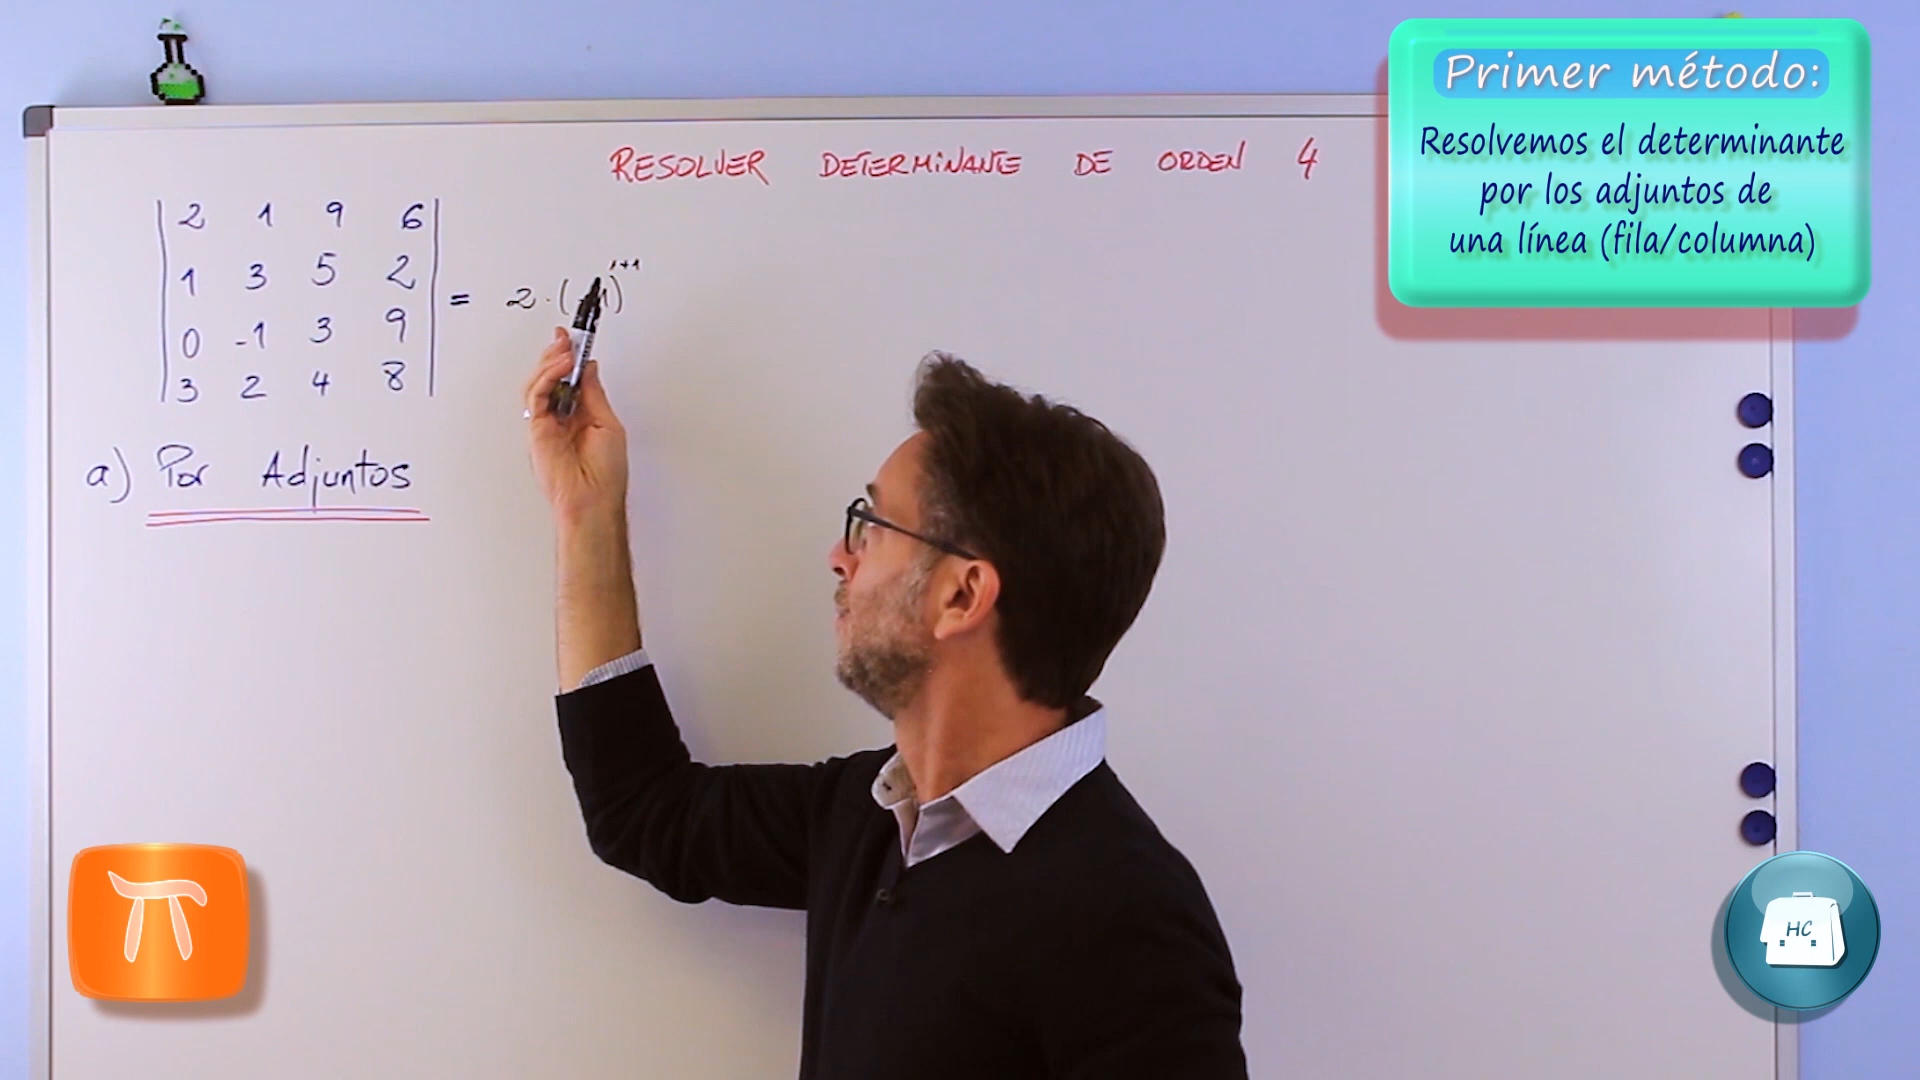 RESOLVER DETERMINANTE DE ORDEN 4
Primer método:
Resolvemos el determinante
por los adjuntos de
una línea (fila/columna)
2 1 9 6
1 3 5 2
0 -1 3 9
3 2 4 8
= 2·(-1)¹⁺¹
a) Por Adjuntos
π
HC